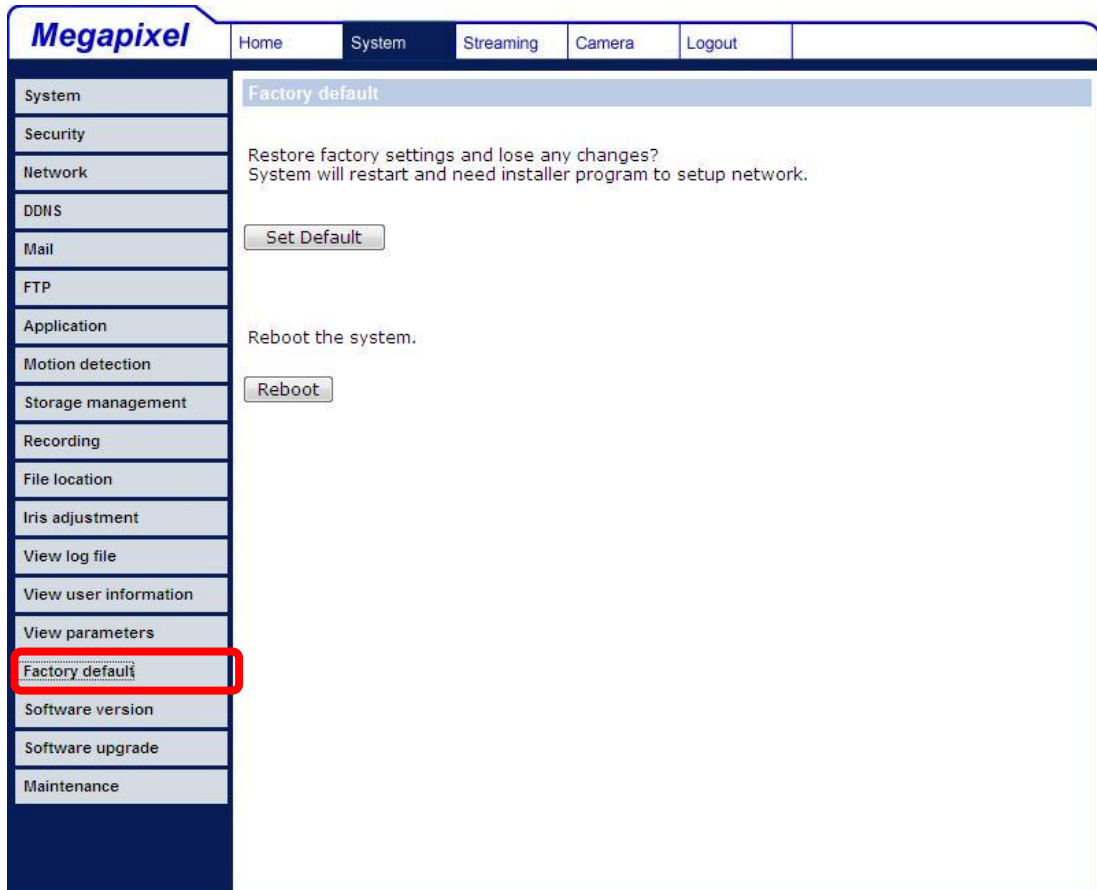 Megapixel
Home System Streaming Camera Logout
System
Security
Network
DDNS
Mail
FTP
Application
Motion detection
Storage management
Recording
File location
Iris adjustment
View log file
View user information
View parameters
Factory default
Software version
Software upgrade
Maintenance
Factory default
Restore factory settings and lose any changes?
System will restart and need installer program to setup network.
Set Default
Reboot the system.
Reboot